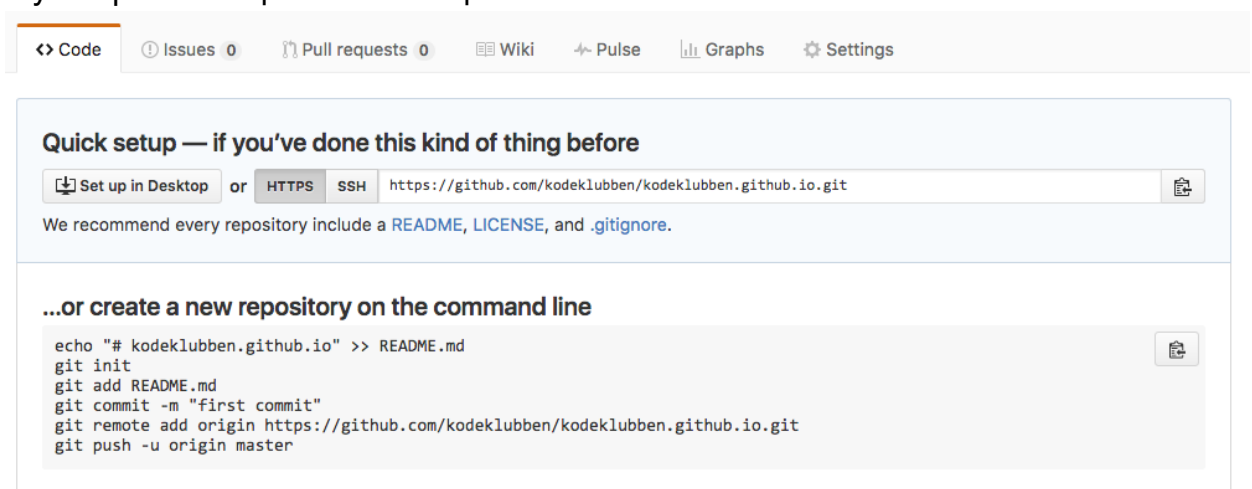 <> Code Issues 0 Pull requests 0 Wiki Pulse Graphs Settings
Quick setup — if you've done this kind of thing before
Set up in Desktop or HTTPS SSH https://github.com/kodeklubben/kodeklubben.github.io.git
We recommend every repository include a README, LICENSE, and .gitignore.
...or create a new repository on the command line
echo "# kodeklubben.github.io" >> README.md
git init
git add README.md
git commit -m "first commit"
git remote add origin https://github.com/kodeklubben/kodeklubben.github.io.git
git push -u origin master